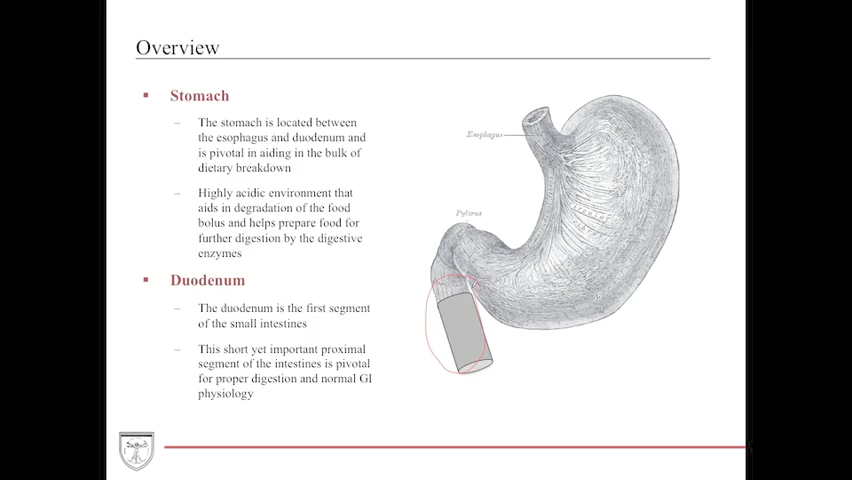 Overview
Stomach
– The stomach is located between
the esophagus and duodenum and
is pivotal in aiding in the bulk of
dietary breakdown
– Highly acidic environment that
aids in degradation of the food
bolus and helps prepare food for
further digestion by the digestive
enzymes
Duodenum
– The duodenum is the first segment
of the small intestines
– This short yet important proximal
segment of the intestines is pivotal
for proper digestion and normal GI
physiology
Esophagus
Pylorus